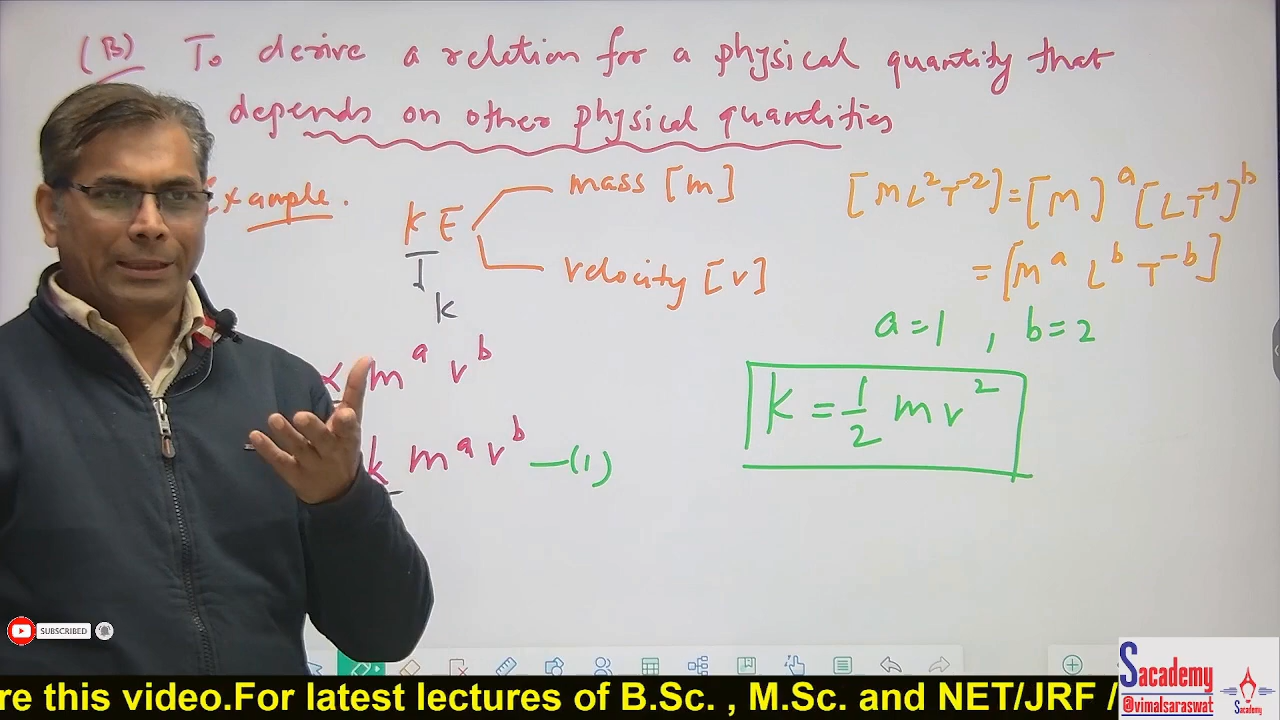 (B) To derive a relation for a physical quantity that
depends on other physical quantities
Example.
KE
mass [m]
velocity [v]
K
∝ m^a v^b
k m^a v^b —(1)
[ML²T⁻²] = [M]^a [LT⁻¹]^b
= [M^a L^b T^-b]
a=1 , b=2
K = 1/2 mv²
SUBSCRIBED
re this video.For latest lectures of B.Sc. , M.Sc. and NET/JRF /
Sacademy
@vimalsaraswat
Sacademy